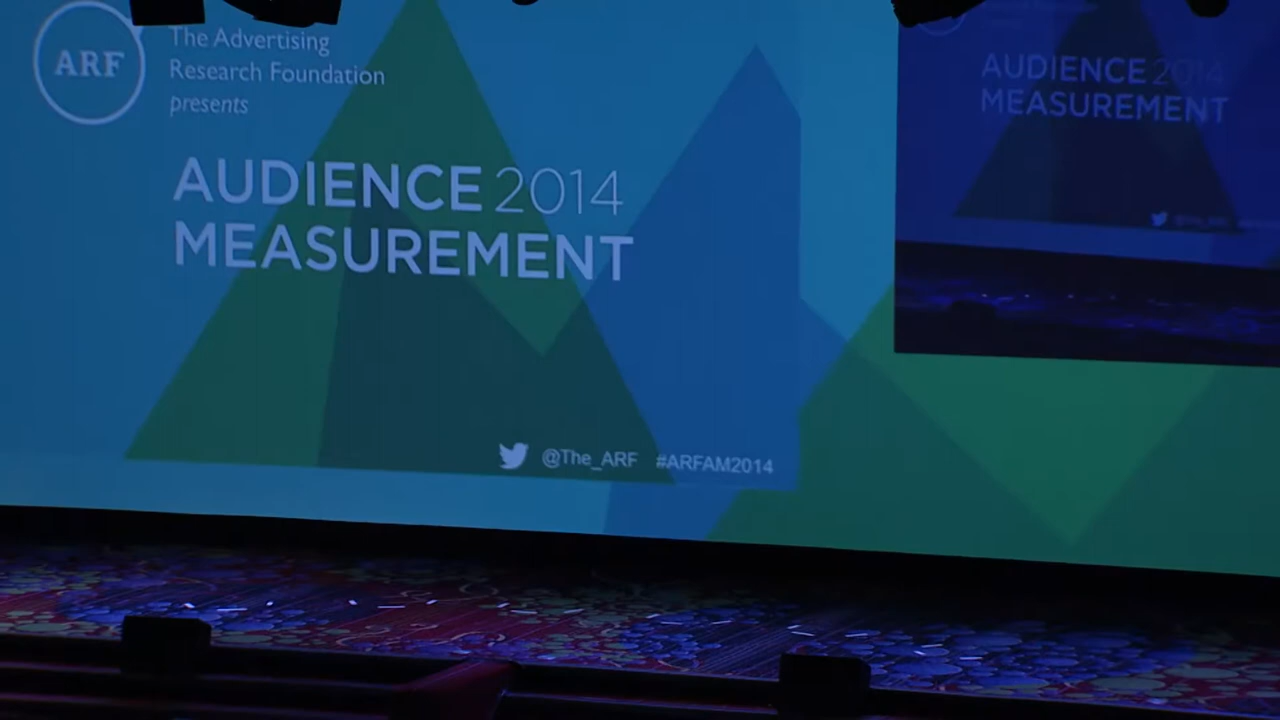 ARF
The Advertising
Research Foundation
presents
AUDIENCE 2014
MEASUREMENT
@The_ARF #ARFAM2014
AUDIENCE 2014
MEASUREMENT